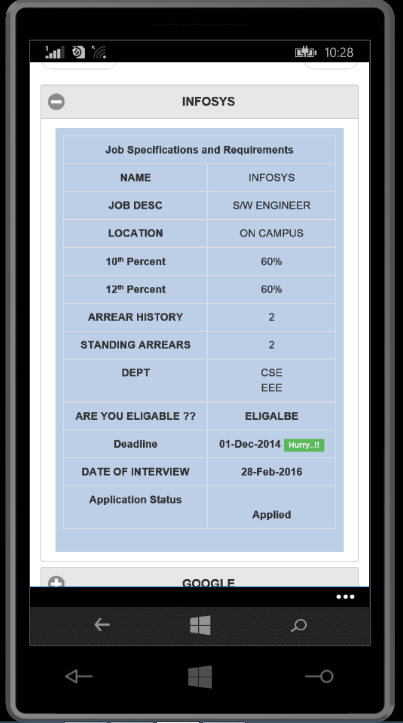 1 10:28
INFOSYS
Job Specifications and Requirements
NAME INFOSYS
JOB DESC S/W ENGINEER
LOCATION ON CAMPUS
10th Percent 60%
12th Percent 60%
ARREAR HISTORY 2
STANDING ARREARS 2
DEPT CSE
EEE
ARE YOU ELIGABLE ?? ELIGALBE
Deadline 01-Dec-2014 Hurry..!!
DATE OF INTERVIEW 28-Feb-2016
Application Status
Applied
GOOGLE